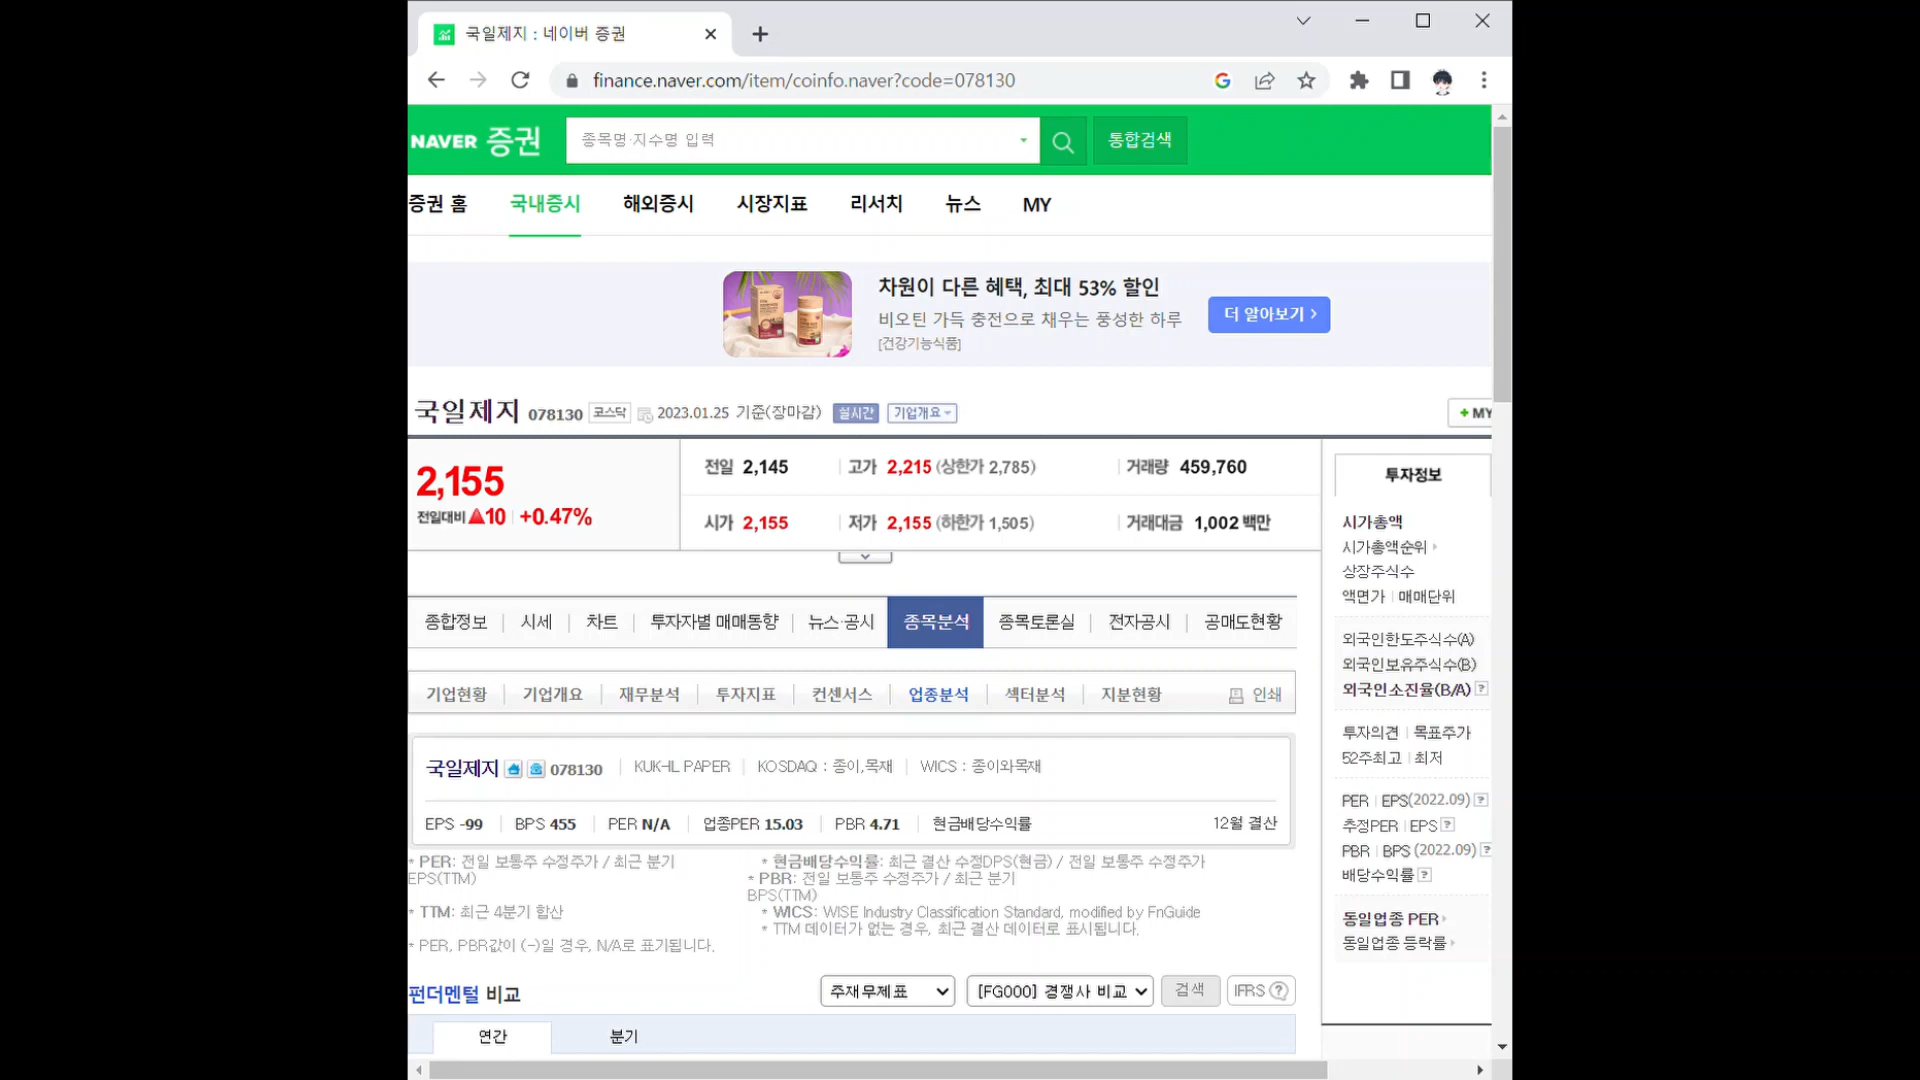 국일제지 : 네이버 증권
finance.naver.com/item/coinfo.naver?code=078130
NAVER 증권 종목명·지수명 입력 통합검색
증권 홈 국내증시 해외증시 시장지표 리서치 뉴스 MY
차원이 다른 혜택, 최대 53% 할인
비오틴 가득 충전으로 채우는 풍성한 하루
[건강기능식품]
더 알아보기 >
국일제지 078130 코스닥 2023.01.25 기준(장마감) 실시간 기업개요
+ MY
2,155
전일대비 ▲10 +0.47%
전일 2,145 고가 2,215 (상한가 2,785) 거래량 459,760
시가 2,155 저가 2,155 (하한가 1,505) 거래대금 1,002 백만
종합정보 시세 차트 투자자별 매매동향 뉴스·공시 종목분석 종목토론실 전자공시 공매도현황
기업현황 기업개요 재무분석 투자지표 컨센서스 업종분석 섹터분석 지분현황 인쇄
국일제지 078130 KUK-IL PAPER KOSDAQ : 종이,목재 WICS : 종이와목재
EPS -99 BPS 455 PER N/A 업종PER 15.03 PBR 4.71 현금배당수익률 12월 결산
* PER: 전일 보통주 수정주가 / 최근 분기
EPS(TTM)
* TTM: 최근 4분기 합산
* PER, PBR값이 (-)일 경우, N/A로 표기됩니다.
* 현금배당수익률: 최근 결산 수정DPS(현금) / 전일 보통주 수정주가
* PBR: 전일 보통주 수정주가 / 최근 분기
BPS(TTM)
* WICS: WISE Industry Classification Standard, modified by FnGuide
* TTM 데이터가 없는 경우, 최근 결산 데이터로 표시됩니다.
펀더멘털 비교 주재무제표 [FG000] 경쟁사 비교 검색 IFRS ?
연간 분기
투자정보
시가총액
시가총액순위
상장주식수
액면가 매매단위
외국인한도주식수(A)
외국인보유주식수(B)
외국인소진율(B/A) ?
투자의견 목표주가
52주최고 최저
PER EPS(2022.09) ?
추정PER EPS ?
PBR BPS (2022.09) ?
배당수익률 ?
동일업종 PER
동일업종 등락률